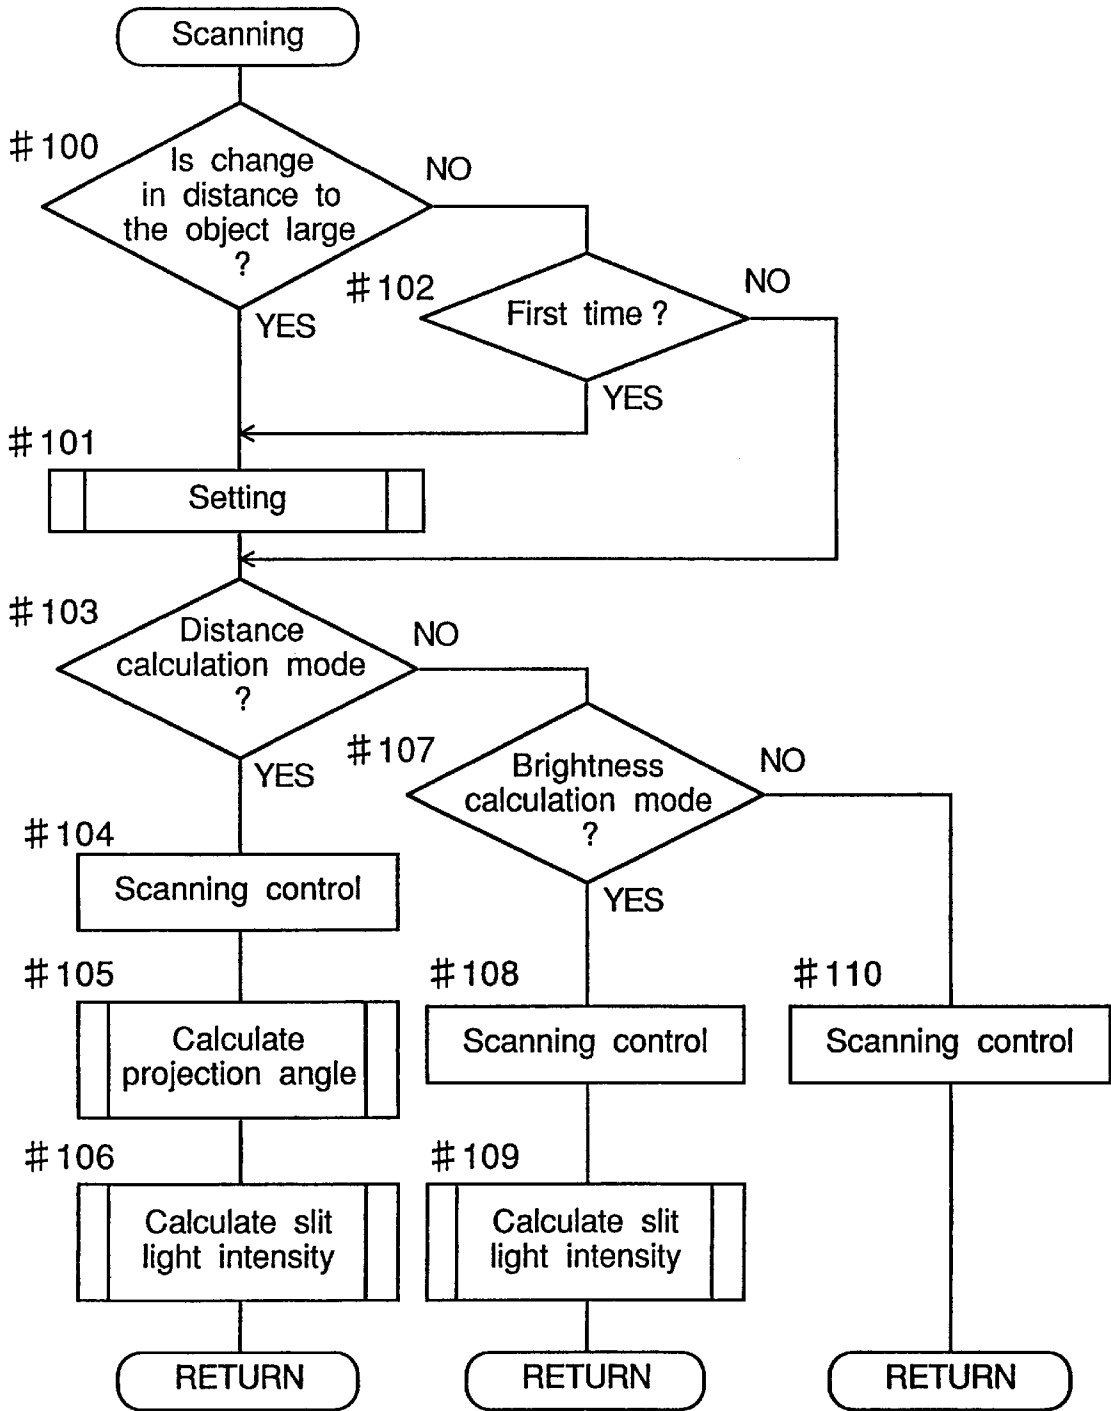 Scanning
#100
Is change
in distance to
the object large
?
NO
YES
#102
First time ?
NO
YES
#101
Setting
#103
Distance
calculation mode
?
NO
YES
#107
Brightness
calculation mode
?
NO
YES
#104
Scanning control
#105
Calculate
projection angle
#106
Calculate slit
light intensity
RETURN
#108
Scanning control
#109
Calculate slit
light intensity
RETURN
#110
Scanning control
RETURN